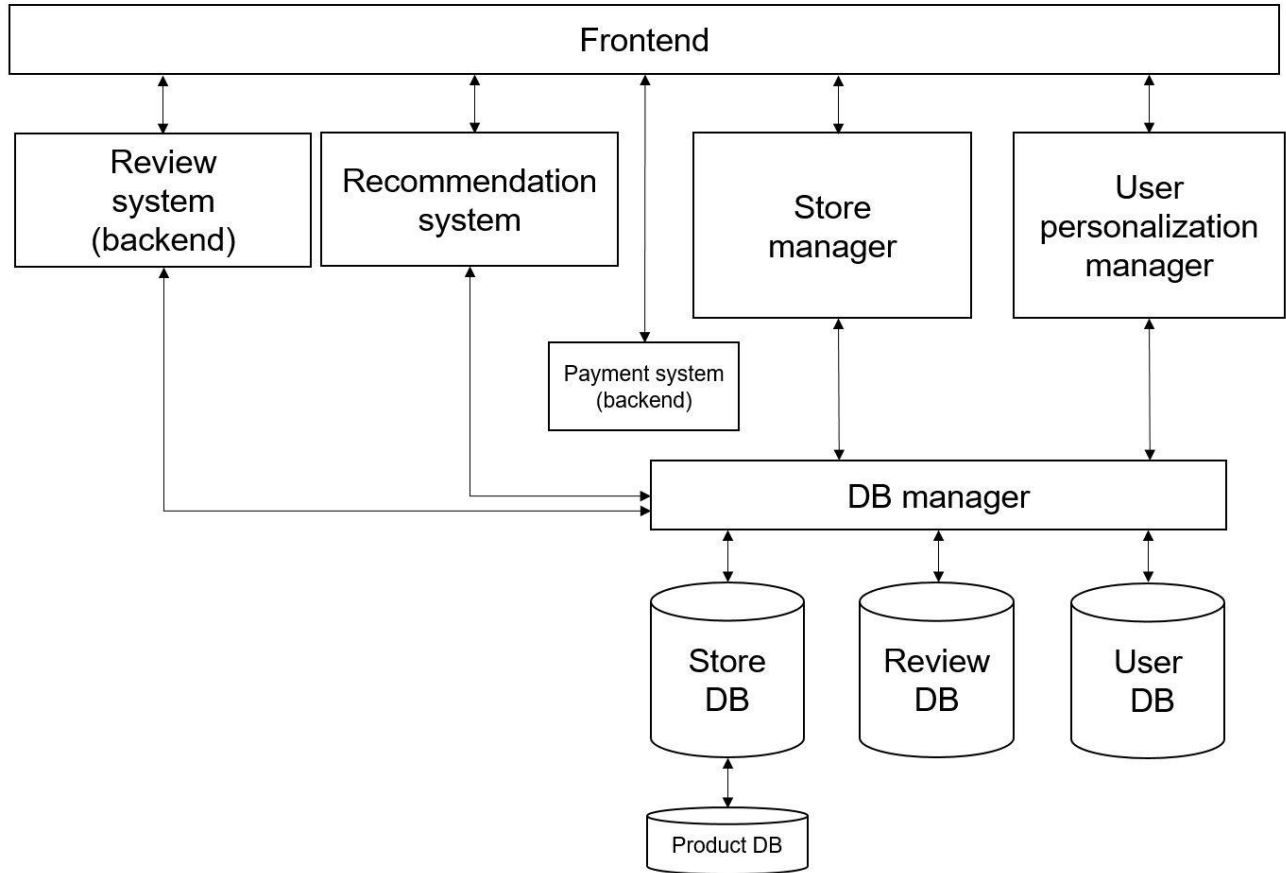 Frontend
Review
system
(backend)
Recommendation
system
Store
manager
User
personalization
manager
Payment system
(backend)
DB manager
Store
DB
Review
DB
User
DB
Product DB